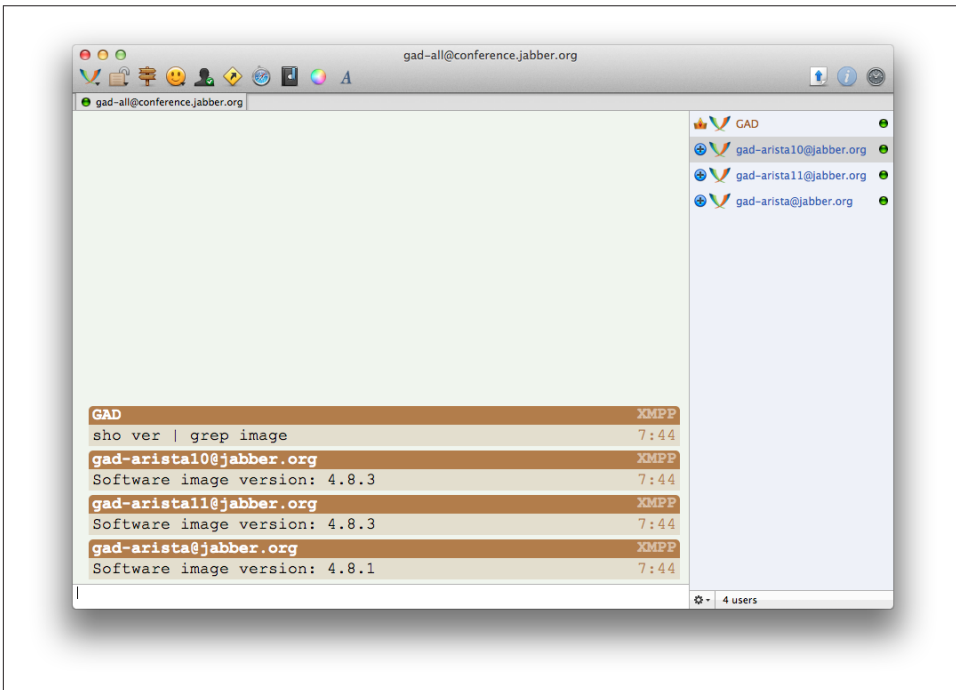 gad-all@conference.jabber.org
gad-all@conference.jabber.org
GAD
gad-arista10@jabber.org
gad-arista11@jabber.org
gad-arista@jabber.org
GAD XMPP
sho ver | grep image 7:44
gad-arista10@jabber.org XMPP
Software image version: 4.8.3 7:44
gad-arista11@jabber.org XMPP
Software image version: 4.8.3 7:44
gad-arista@jabber.org XMPP
Software image version: 4.8.1 7:44
4 users